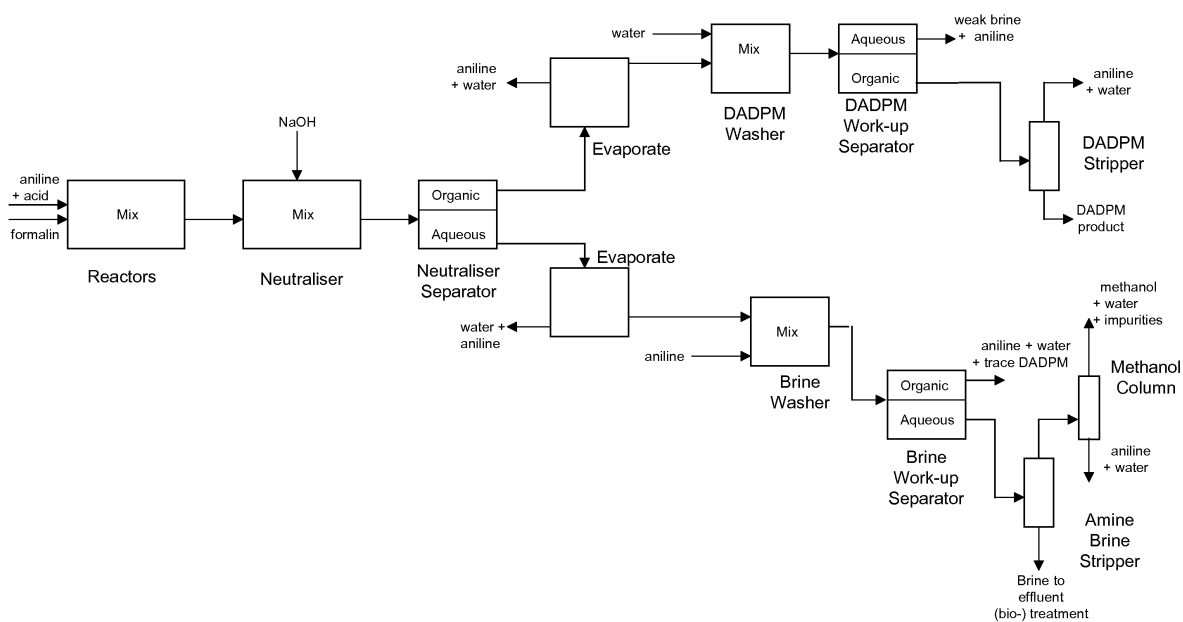 aniline
+ acid
formalin
Mix
Reactors
NaOH
Mix
Neutraliser
Organic
Aqueous
Neutraliser
Separator
aniline
+ water
Evaporate
water
Mix
DADPM
Washer
Aqueous
Organic
DADPM
Work-up
Separator
weak brine
+ aniline
aniline
+ water
DADPM
Stripper
DADPM
product
Evaporate
water +
aniline
aniline
Mix
Brine
Washer
Organic
Aqueous
Brine
Work-up
Separator
aniline + water
+ trace DADPM
methanol
+ water
+ impurities
Methanol
Column
aniline
+ water
Amine
Brine
Stripper
Brine to
effluent
(bio-) treatment